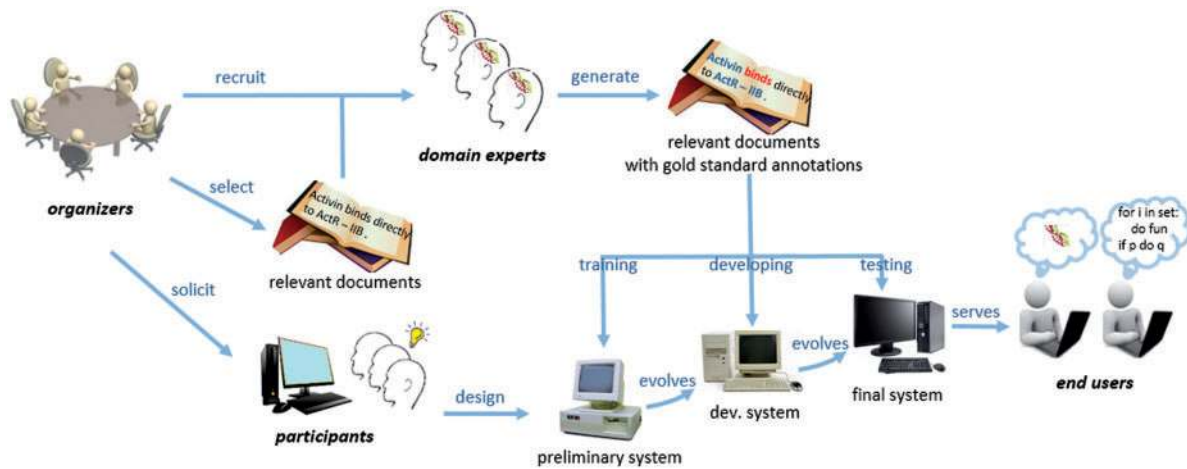 recruit
generate
Activin binds directly
to ActR – IIB .
domain experts
relevant documents
with gold standard annotations
organizers
select
Activin binds directly
to ActR – IIB .
relevant documents
for i in set:
do fun
if p do q
training
developing
testing
solicit
serves
evolves
evolves
final system
end users
design
dev. system
participants
preliminary system